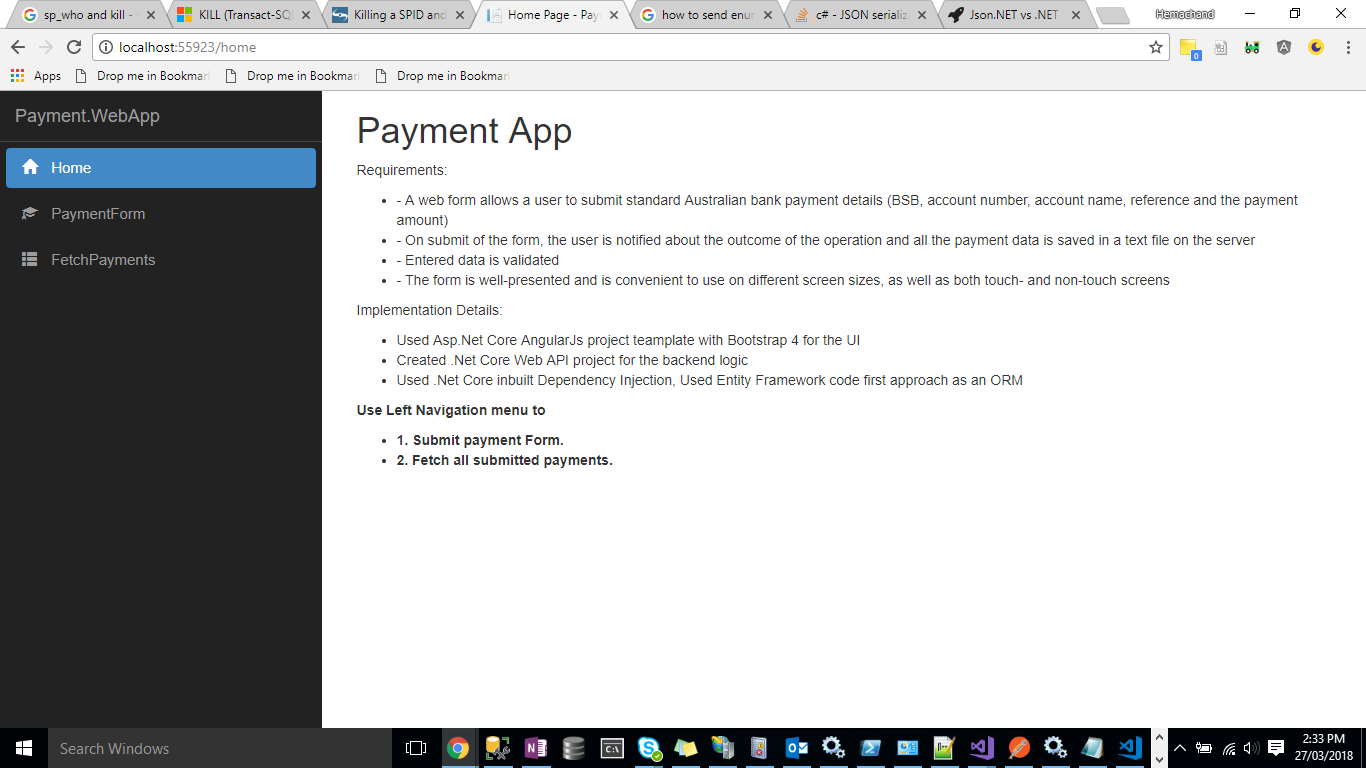 sp_who and kill -
KILL (Transact-SQ
Killing a SPID and
Home Page - Pay
how to send enur
c# - JSON serializ
Json.NET vs .NET
Hemachand
localhost:55923/home
Apps
Drop me in Bookmar
Drop me in Bookmar
Drop me in Bookmar
0
Payment.WebApp
Home
PaymentForm
FetchPayments
Payment App
Requirements:
- A web form allows a user to submit standard Australian bank payment details (BSB, account number, account name, reference and the payment
amount)
- On submit of the form, the user is notified about the outcome of the operation and all the payment data is saved in a text file on the server
- Entered data is validated
- The form is well-presented and is convenient to use on different screen sizes, as well as both touch- and non-touch screens
Implementation Details:
Used Asp.Net Core AngularJs project teamplate with Bootstrap 4 for the UI
Created .Net Core Web API project for the backend logic
Used .Net Core inbuilt Dependency Injection, Used Entity Framework code first approach as an ORM
Use Left Navigation menu to
1. Submit payment Form.
2. Fetch all submitted payments.
Search Windows
2:33 PM
27/03/2018